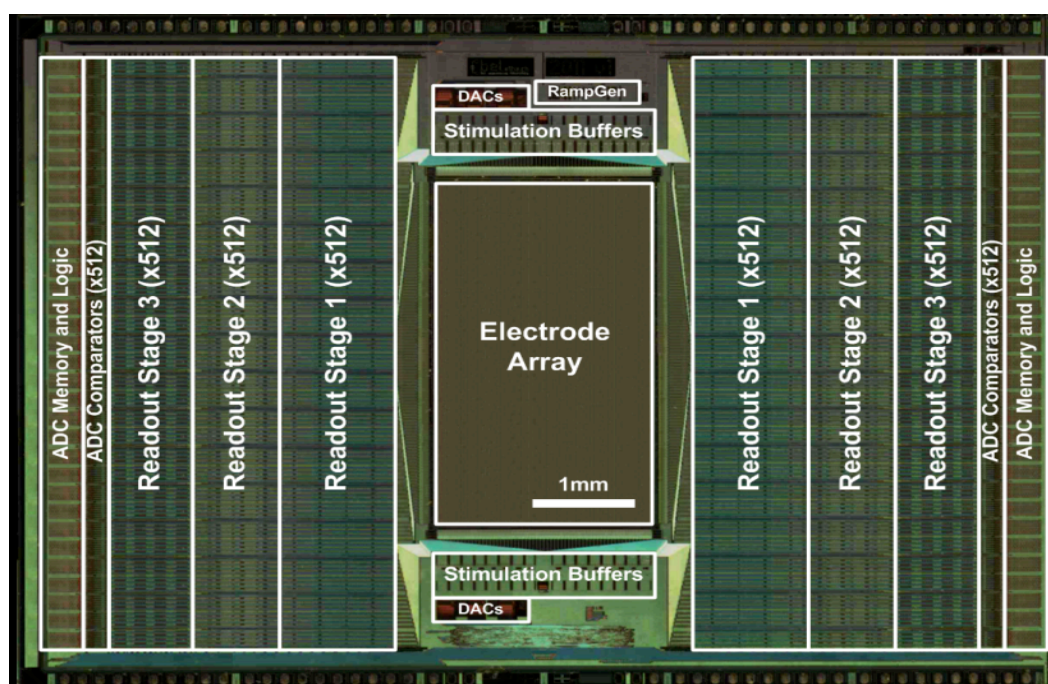 DACs
RampGen
Stimulation Buffers
ADC Memory and Logic
ADC Comparators (x512)
Readout Stage 3 (x512)
Readout Stage 2 (x512)
Readout Stage 1 (x512)
Electrode
Array
1mm
Readout Stage 1 (x512)
Readout Stage 2 (x512)
Readout Stage 3 (x512)
ADC Comparators (x512)
ADC Memory and Logic
Stimulation Buffers
DACs